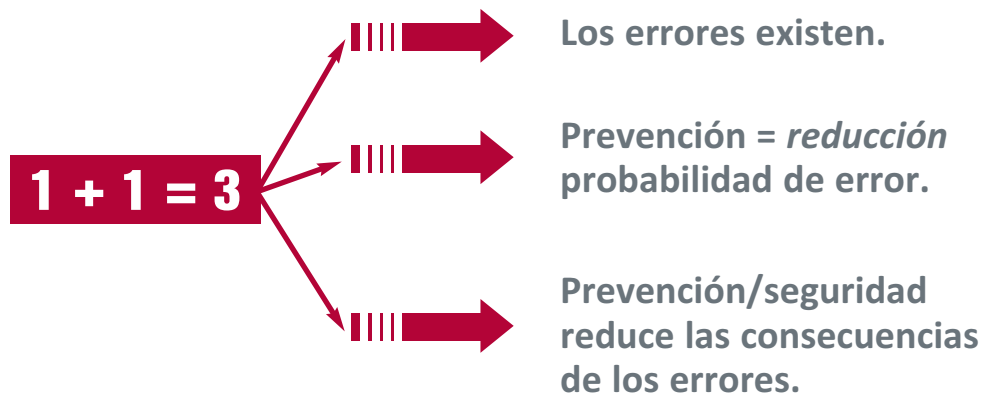 Los errores existen.
Prevención = reducción
probabilidad de error.
1 + 1 = 3
Prevención/seguridad
reduce las consecuencias
de los errores.